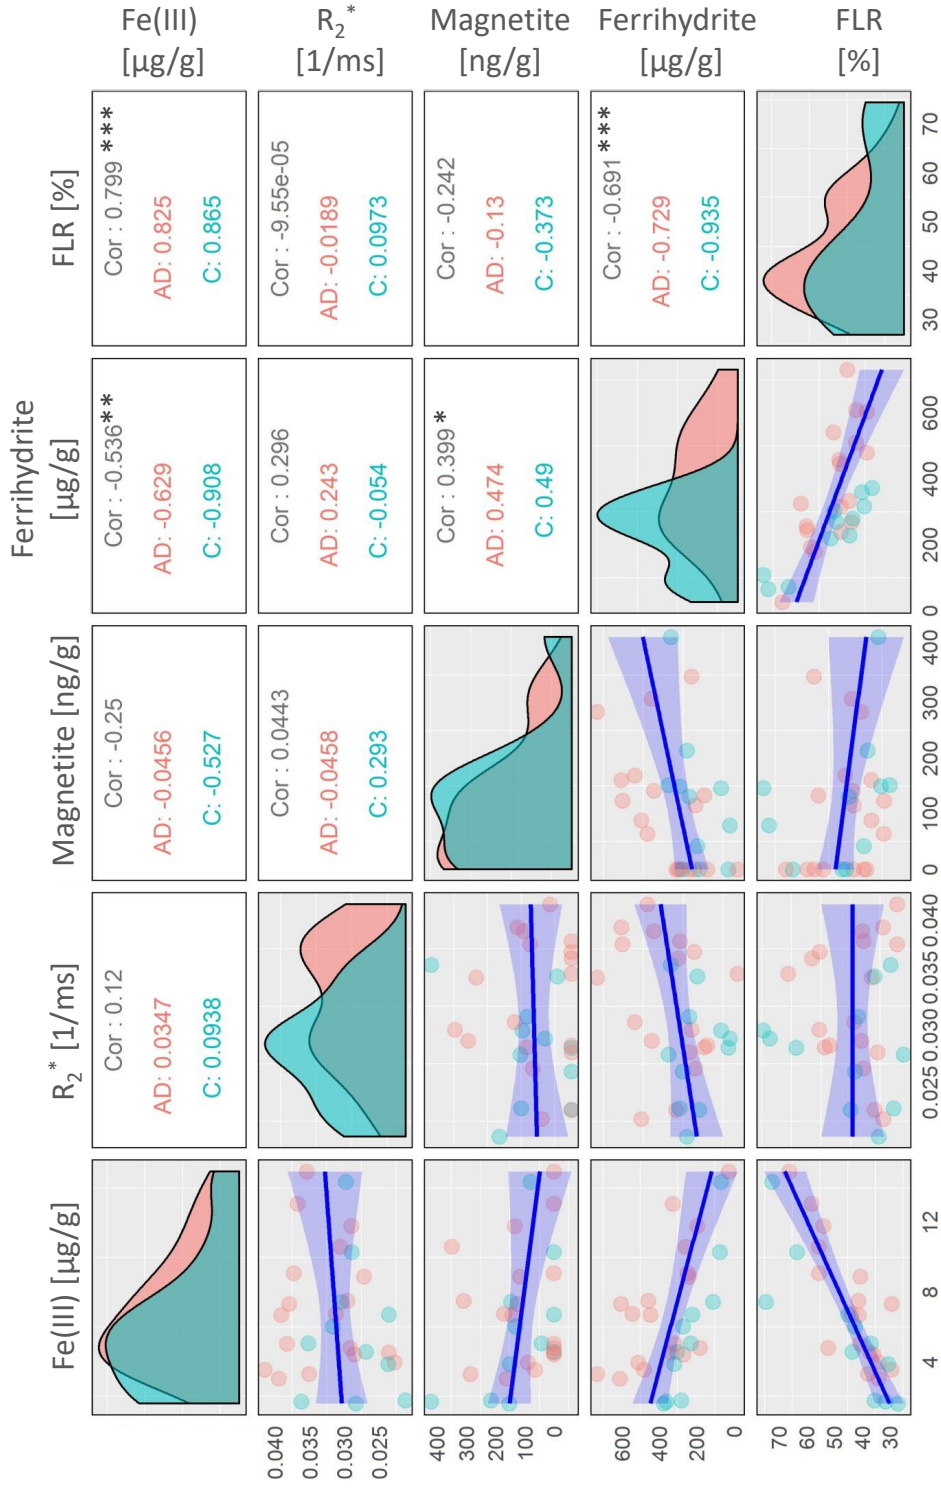 Fe(III)
[µg/g]
R2*
[1/ms]
Magnetite
[ng/g]
Ferrihydrite
[µg/g]
FLR
[%]
Fe(III) [µg/g]
R2* [1/ms]
Magnetite [ng/g]
Ferrihydrite
[µg/g]
FLR [%]
Cor : 0.12
AD: 0.0347
C: 0.0938
Cor : -0.25
AD: -0.0456
C: -0.527
Cor : -0.536**
AD: -0.629
C: -0.908
Cor : 0.799 ***
AD: 0.825
C: 0.865
0.040
0.035
0.030
0.025
Cor : 0.0443
AD: -0.0458
C: 0.293
Cor : 0.296
AD: 0.243
C: -0.054
Cor : -9.55e-05
AD: -0.0189
C: 0.0973
400
300
200
100
0
Cor : 0.399*
AD: 0.474
C: 0.49
Cor : -0.242
AD: -0.13
C: -0.373
600
400
200
0
Cor : -0.691 ***
AD: -0.729
C: -0.935
70
60
50
40
30
4 8 12
0.025 0.030 0.035 0.040
0 100 200 300 400
0 200 400 600
30 40 50 60 70